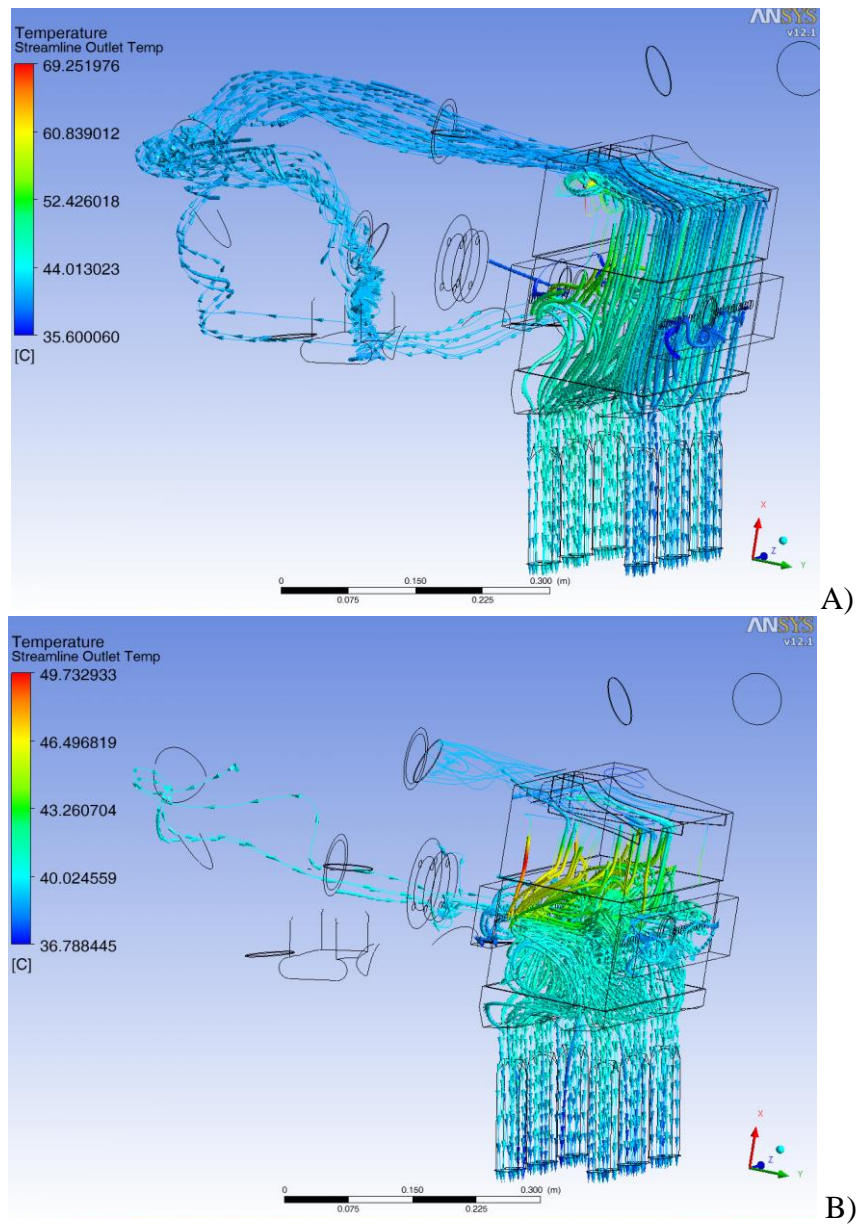 ANSYS
v12.1
Temperature
Streamline Outlet Temp
69.251976
60.839012
52.426018
44.013023
35.600060
[C]
X
Z
Y
0 0.150 0.300 (m)
0.075 0.225
A)
ANSYS
v12.1
Temperature
Streamline Outlet Temp
49.732933
46.496819
43.260704
40.024559
36.788445
[C]
X
Z
Y
0 0.150 0.300 (m)
0.075 0.225
B)